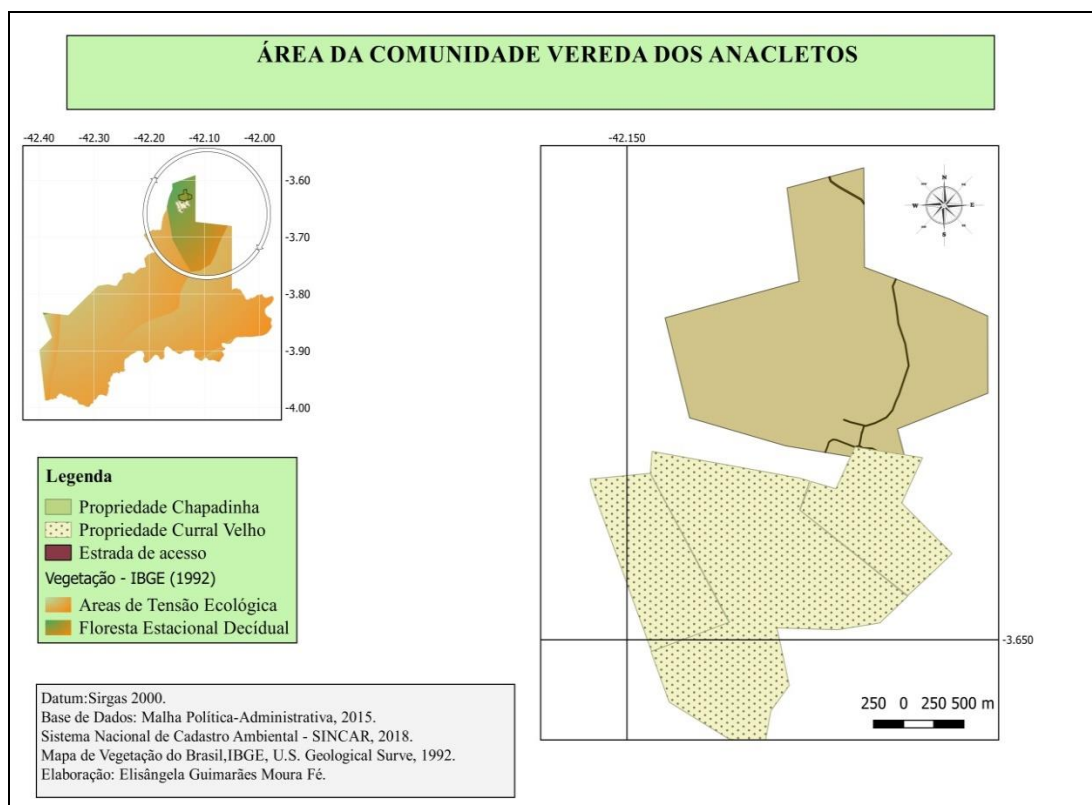 ÁREA DA COMUNIDADE VEREDA DOS ANACLETOS
-42.40 -42.30 -42.20 -42.10 -42.00
-3.60
-3.70
-3.80
-3.90
-4.00
-42.150
N
W E
S
-3.650
250 0 250 500 m
Legenda
Propriedade Chapadinha
Propriedade Curral Velho
Estrada de acesso
Vegetação - IBGE (1992)
Areas de Tensão Ecológica
Floresta Estacional Decídual
Datum:Sirgas 2000.
Base de Dados: Malha Política-Administrativa, 2015.
Sistema Nacional de Cadastro Ambiental - SINCAR, 2018.
Mapa de Vegetação do Brasil,IBGE, U.S. Geological Surve, 1992.
Elaboração: Elisângela Guimarães Moura Fé.